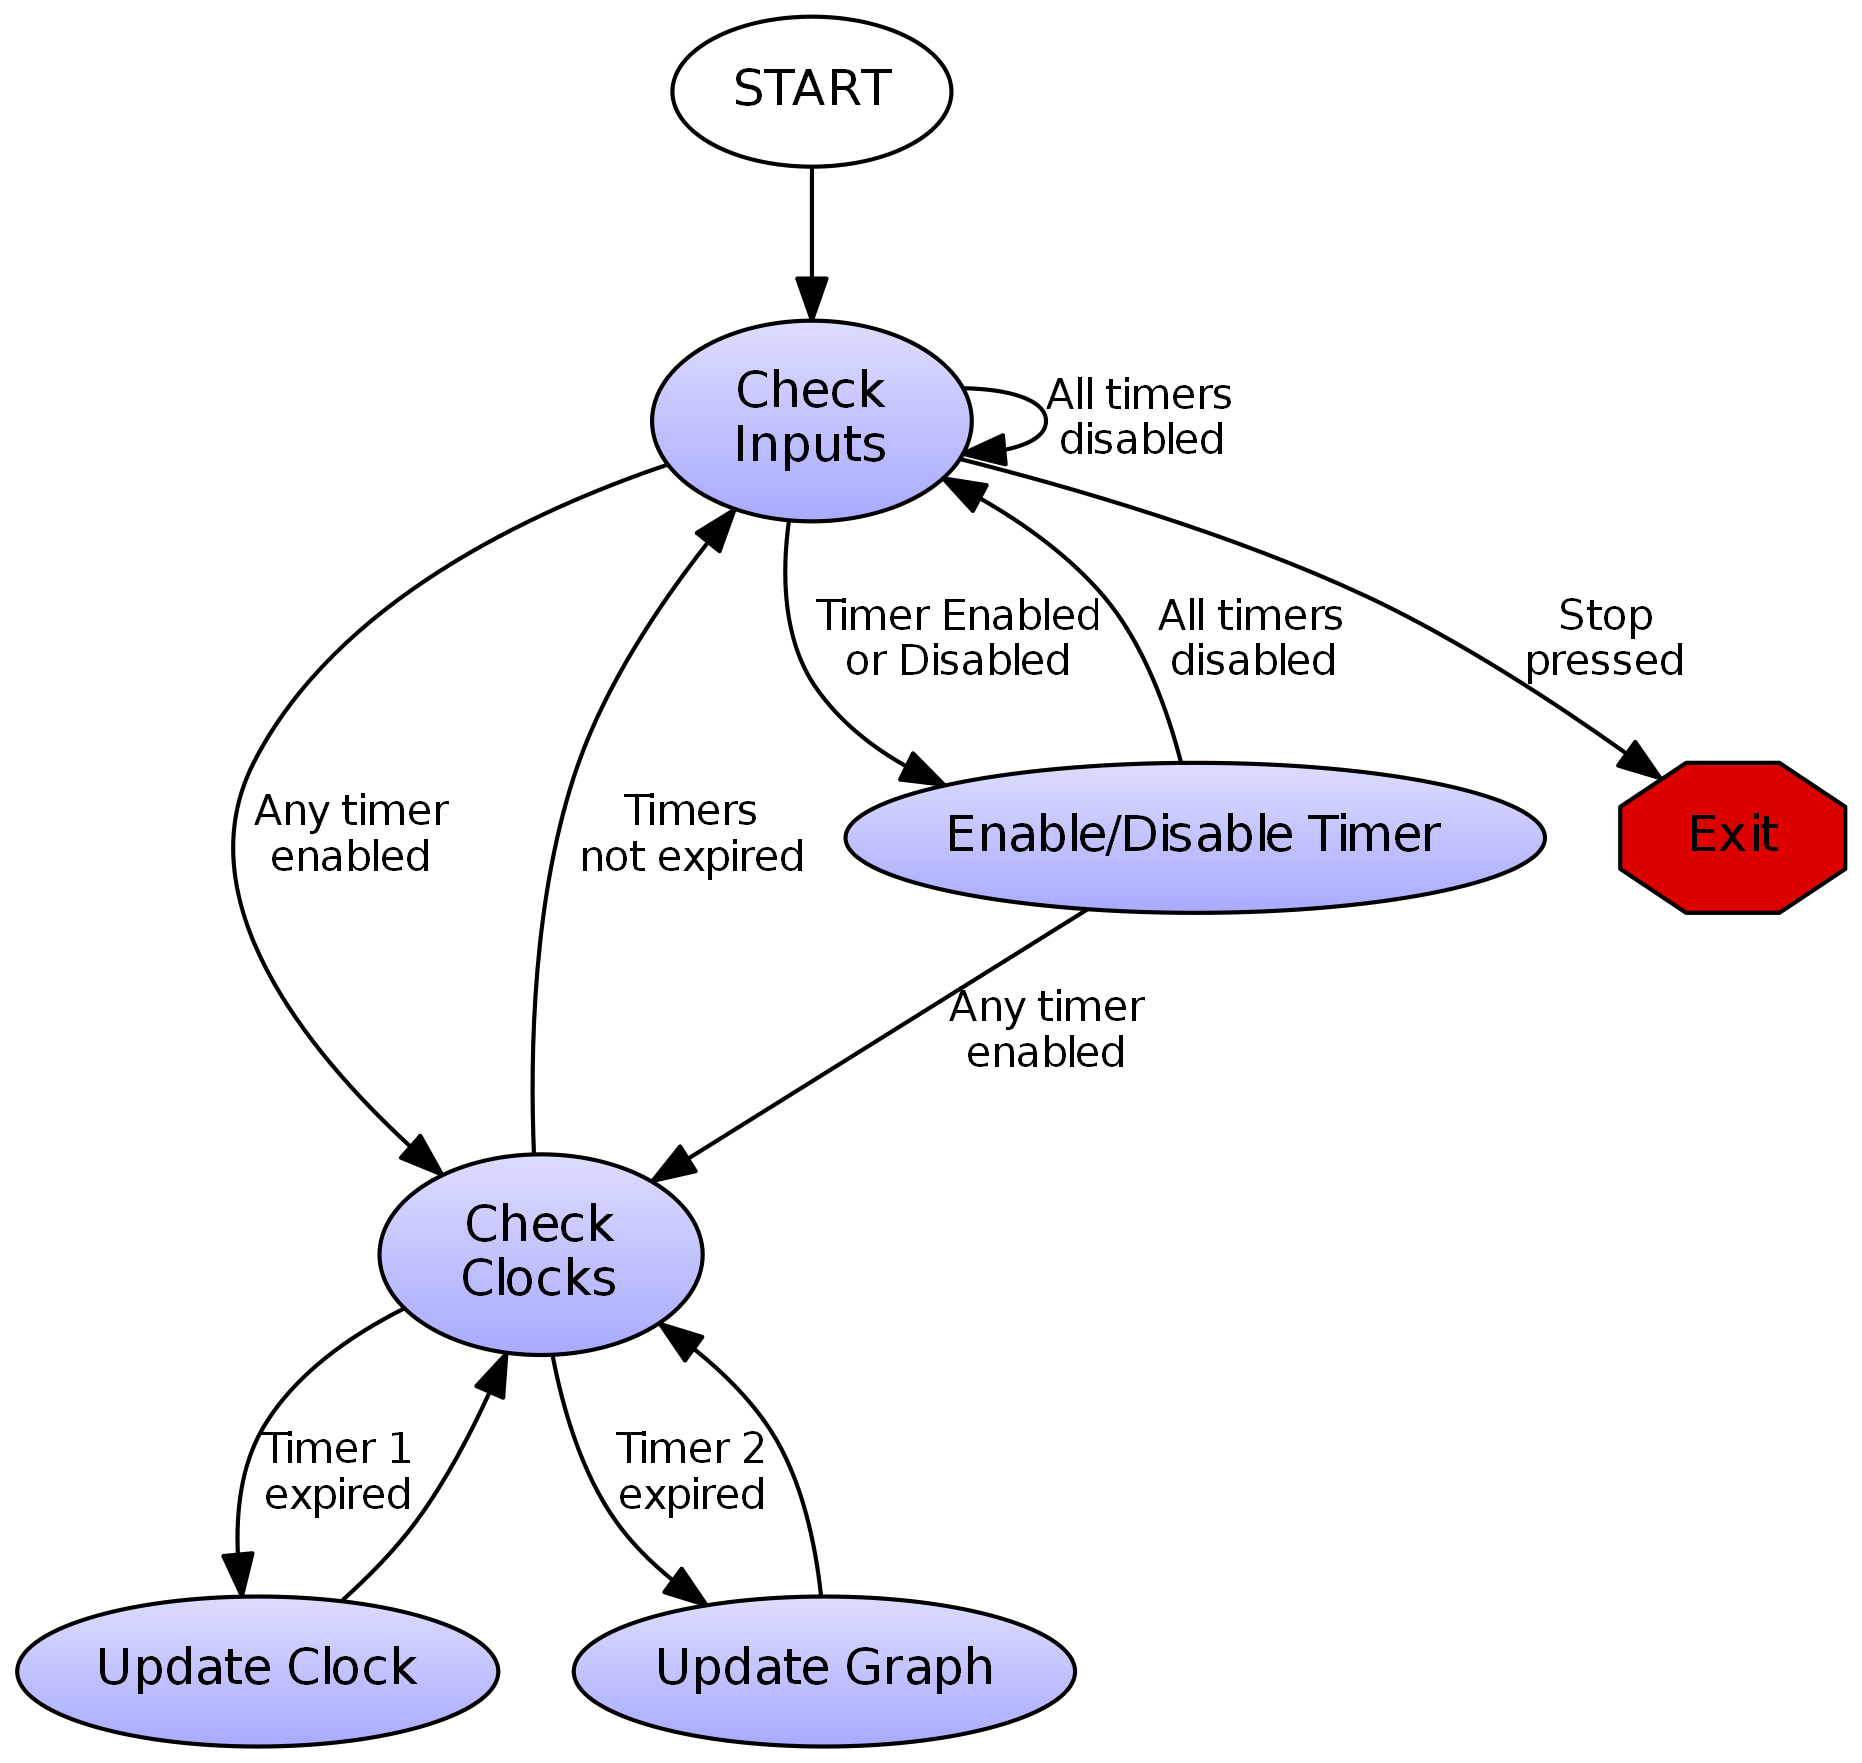 START
Check
Inputs
All timers
disabled
Timer Enabled
or Disabled
All timers
disabled
Stop
pressed
Any timer
enabled
Timers
not expired
Enable/Disable Timer
Exit
Any timer
enabled
Check
Clocks
Timer 1
expired
Timer 2
expired
Update Clock
Update Graph